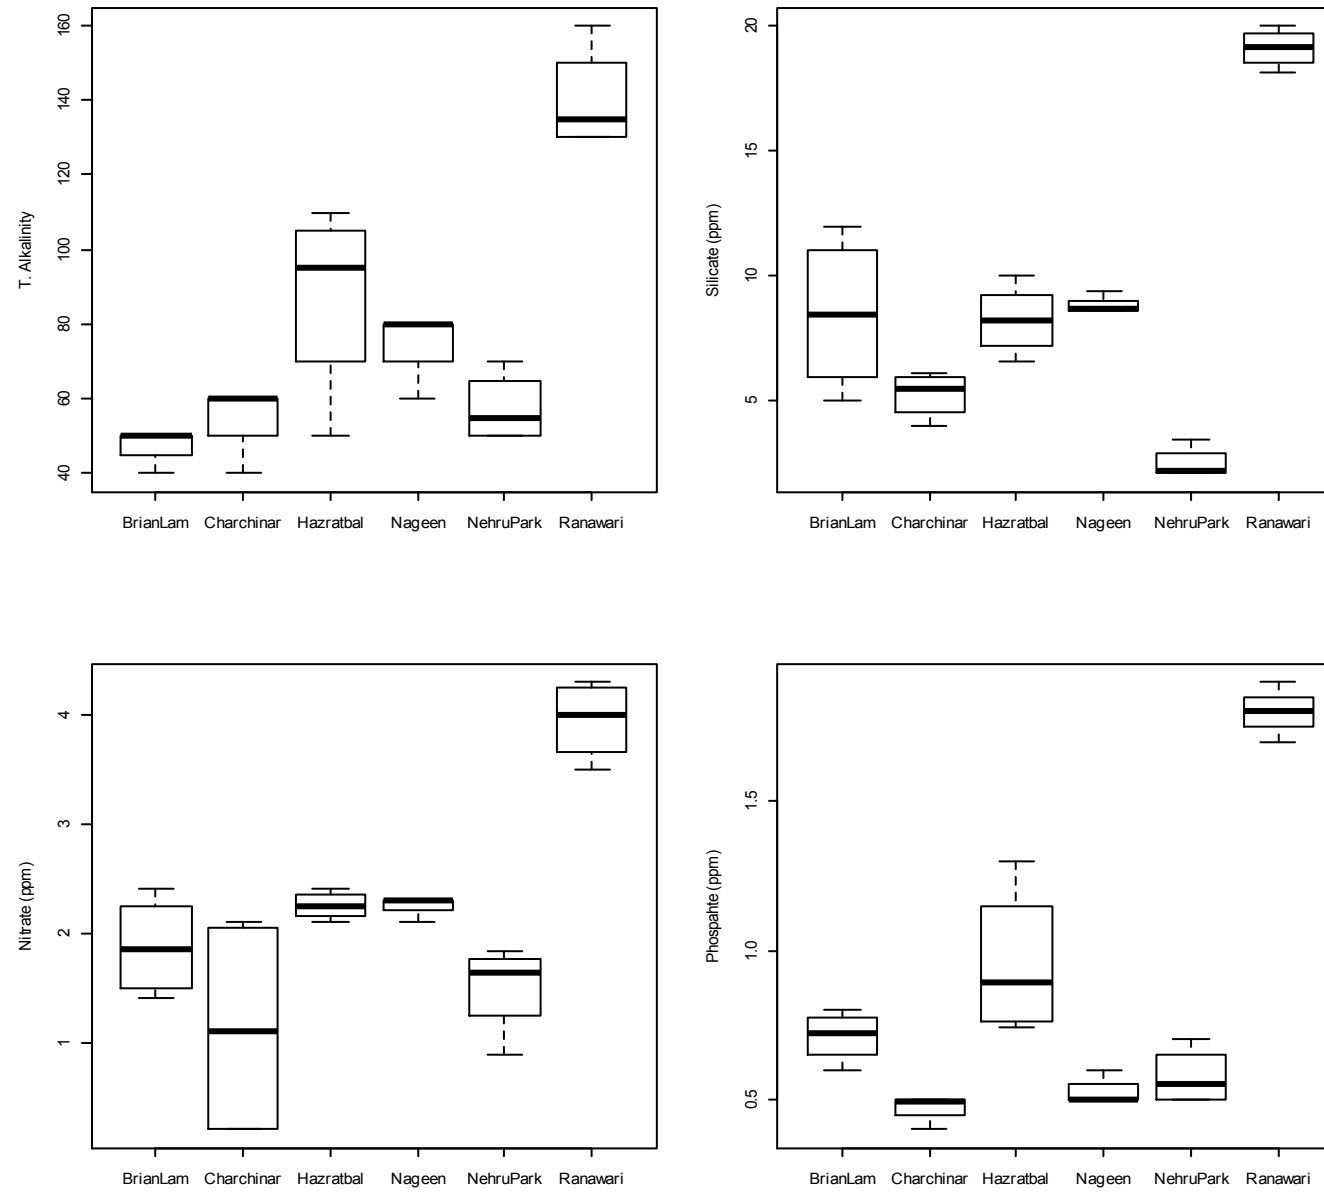 T. Alkalinity
160
140
120
100
80
60
40
BrianLam Charchinar Hazratbal Nageen NehruPark Ranawari
Silicate (ppm)
20
15
10
5
BrianLam Charchinar Hazratbal Nageen NehruPark Ranawari
Nitrate (ppm)
4
3
2
1
BrianLam Charchinar Hazratbal Nageen NehruPark Ranawari
Phospahte (ppm)
1.5
1.0
0.5
BrianLam Charchinar Hazratbal Nageen NehruPark Ranawari